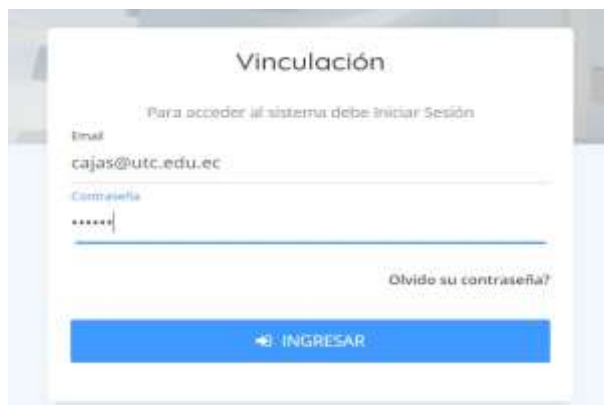 Vinculación
Para acceder al sistema debe Iniciar Sesión
Email
cajas@utc.edu.ec
Contraseña
••••••
Olvido su contraseña?
INGRESAR